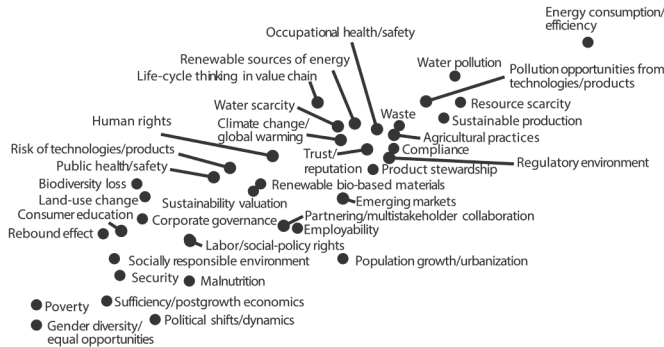 Energy consumption/
efficiency
Occupational health/safety
Renewable sources of energy
Water pollution
Life-cycle thinking in value chain
Pollution opportunities from
technologies/products
Water scarcity
Waste
Resource scarcity
Sustainable production
Human rights
Climate change/
global warming
Agricultural practices
Risk of technologies/products
Trust/
reputation
Compliance
Public health/safety
Product stewardship
Regulatory environment
Biodiversity loss
Renewable bio-based materials
Land-use change
Sustainability valuation
Emerging markets
Consumer education
Corporate governance
Partnering/multistakeholder collaboration
Rebound effect
Employability
Labor/social-policy rights
Socially responsible environment
Population growth/urbanization
Security
Malnutrition
Poverty
Sufficiency/postgrowth economics
Gender diversity/
equal opportunities
Political shifts/dynamics